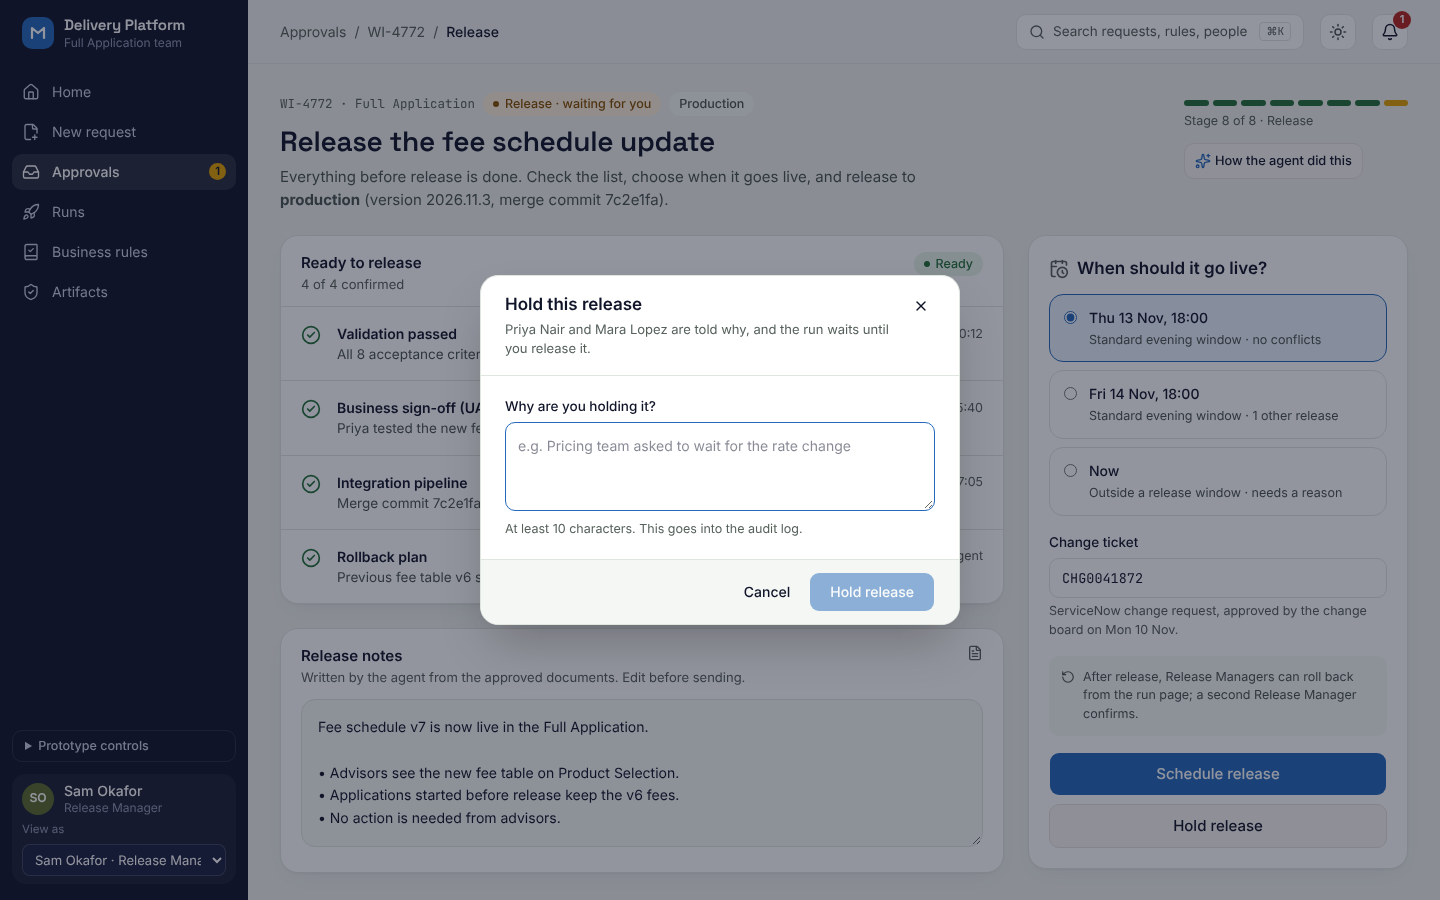 Delivery Platform
Full Application team
Home
New request
Approvals 1
Runs
Business rules
Artifacts
Prototype controls
SO
Sam Okafor
Release Manager
View as
Sam Okafor · Release Mana
Approvals / WI-4772 / Release
Search requests, rules, people ⌘K
1
WI-4772 · Full Application Release · waiting for you Production
Release the fee schedule update
Everything before release is done. Check the list, choose when it goes live, and release to
production (version 2026.11.3, merge commit 7c2e1fa).
Stage 8 of 8 · Release
How the agent did this
Ready to release
4 of 4 confirmed
Ready
Validation passed
All 8 acceptance
0:12
Business sign-off
Priya tested the new
5:40
Integration pipeline
Merge commit 7c2e1fa
7:05
Rollback plan
Previous fee table v6
Hold this release
Priya Nair and Mara Lopez are told why, and the run waits until
you release it.
Why are you holding it?
e.g. Pricing team asked to wait for the rate change
At least 10 characters. This goes into the audit log.
Cancel
Hold release
Release notes
Written by the agent from the approved documents. Edit before sending.
Fee schedule v7 is now live in the Full Application.
• Advisors see the new fee table on Product Selection.
• Applications started before release keep the v6 fees.
• No action is needed from advisors.
When should it go live?
Thu 13 Nov, 18:00
Standard evening window · no conflicts
Fri 14 Nov, 18:00
Standard evening window · 1 other release
Now
Outside a release window · needs a reason
Change ticket
CHG0041872
ServiceNow change request, approved by the change
board on Mon 10 Nov.
After release, Release Managers can roll back
from the run page; a second Release Manager
confirms.
Schedule release
Hold release